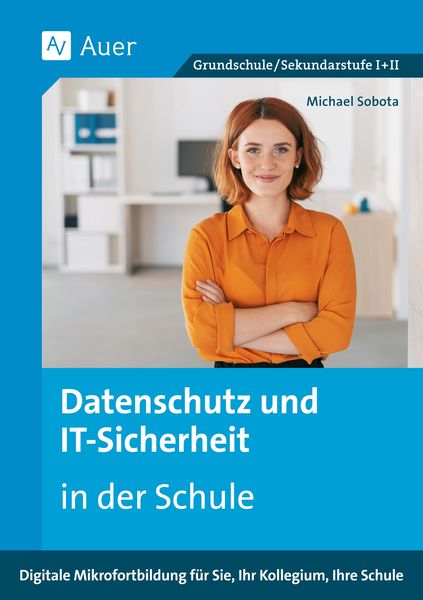 AV Auer
Grundschule/Sekundarstufe I+II
Michael Sobota
Datenschutz und
IT-Sicherheit
in der Schule
Digitale Mikrofortbildung für Sie, Ihr Kollegium, Ihre Schule